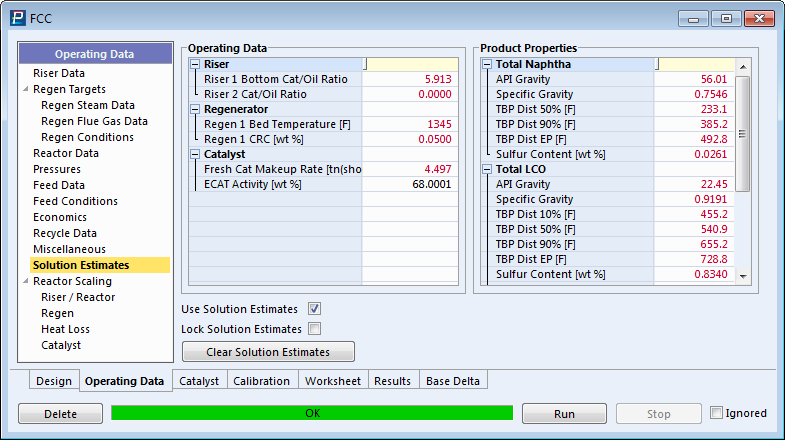 FCC
Operating Data
Riser Data
Regen Targets
Regen Steam Data
Regen Flue Gas Data
Regen Conditions
Reactor Data
Pressures
Feed Data
Feed Conditions
Economics
Recycle Data
Miscellaneous
Solution Estimates
Reactor Scaling
Riser / Reactor
Regen
Heat Loss
Catalyst
Operating Data
Riser
Riser 1 Bottom Cat/Oil Ratio 5.913
Riser 2 Cat/Oil Ratio 0.0000
Regenerator
Regen 1 Bed Temperature [F] 1345
Regen 1 CRC [wt %] 0.0500
Catalyst
Fresh Cat Makeup Rate [tn(sho 4.497
ECAT Activity [wt %] 68.0001
Use Solution Estimates
Lock Solution Estimates
Clear Solution Estimates
Product Properties
Total Naphtha
API Gravity 56.01
Specific Gravity 0.7546
TBP Dist 50% [F] 233.1
TBP Dist 90% [F] 385.2
TBP Dist EP [F] 492.8
Sulfur Content [wt %] 0.0261
Total LCO
API Gravity 22.45
Specific Gravity 0.9191
TBP Dist 10% [F] 455.2
TBP Dist 50% [F] 540.9
TBP Dist 90% [F] 655.2
TBP Dist EP [F] 728.8
Sulfur Content [wt %] 0.8340
Design Operating Data Catalyst Calibration Worksheet Results Base Delta
Delete OK Run Stop Ignored